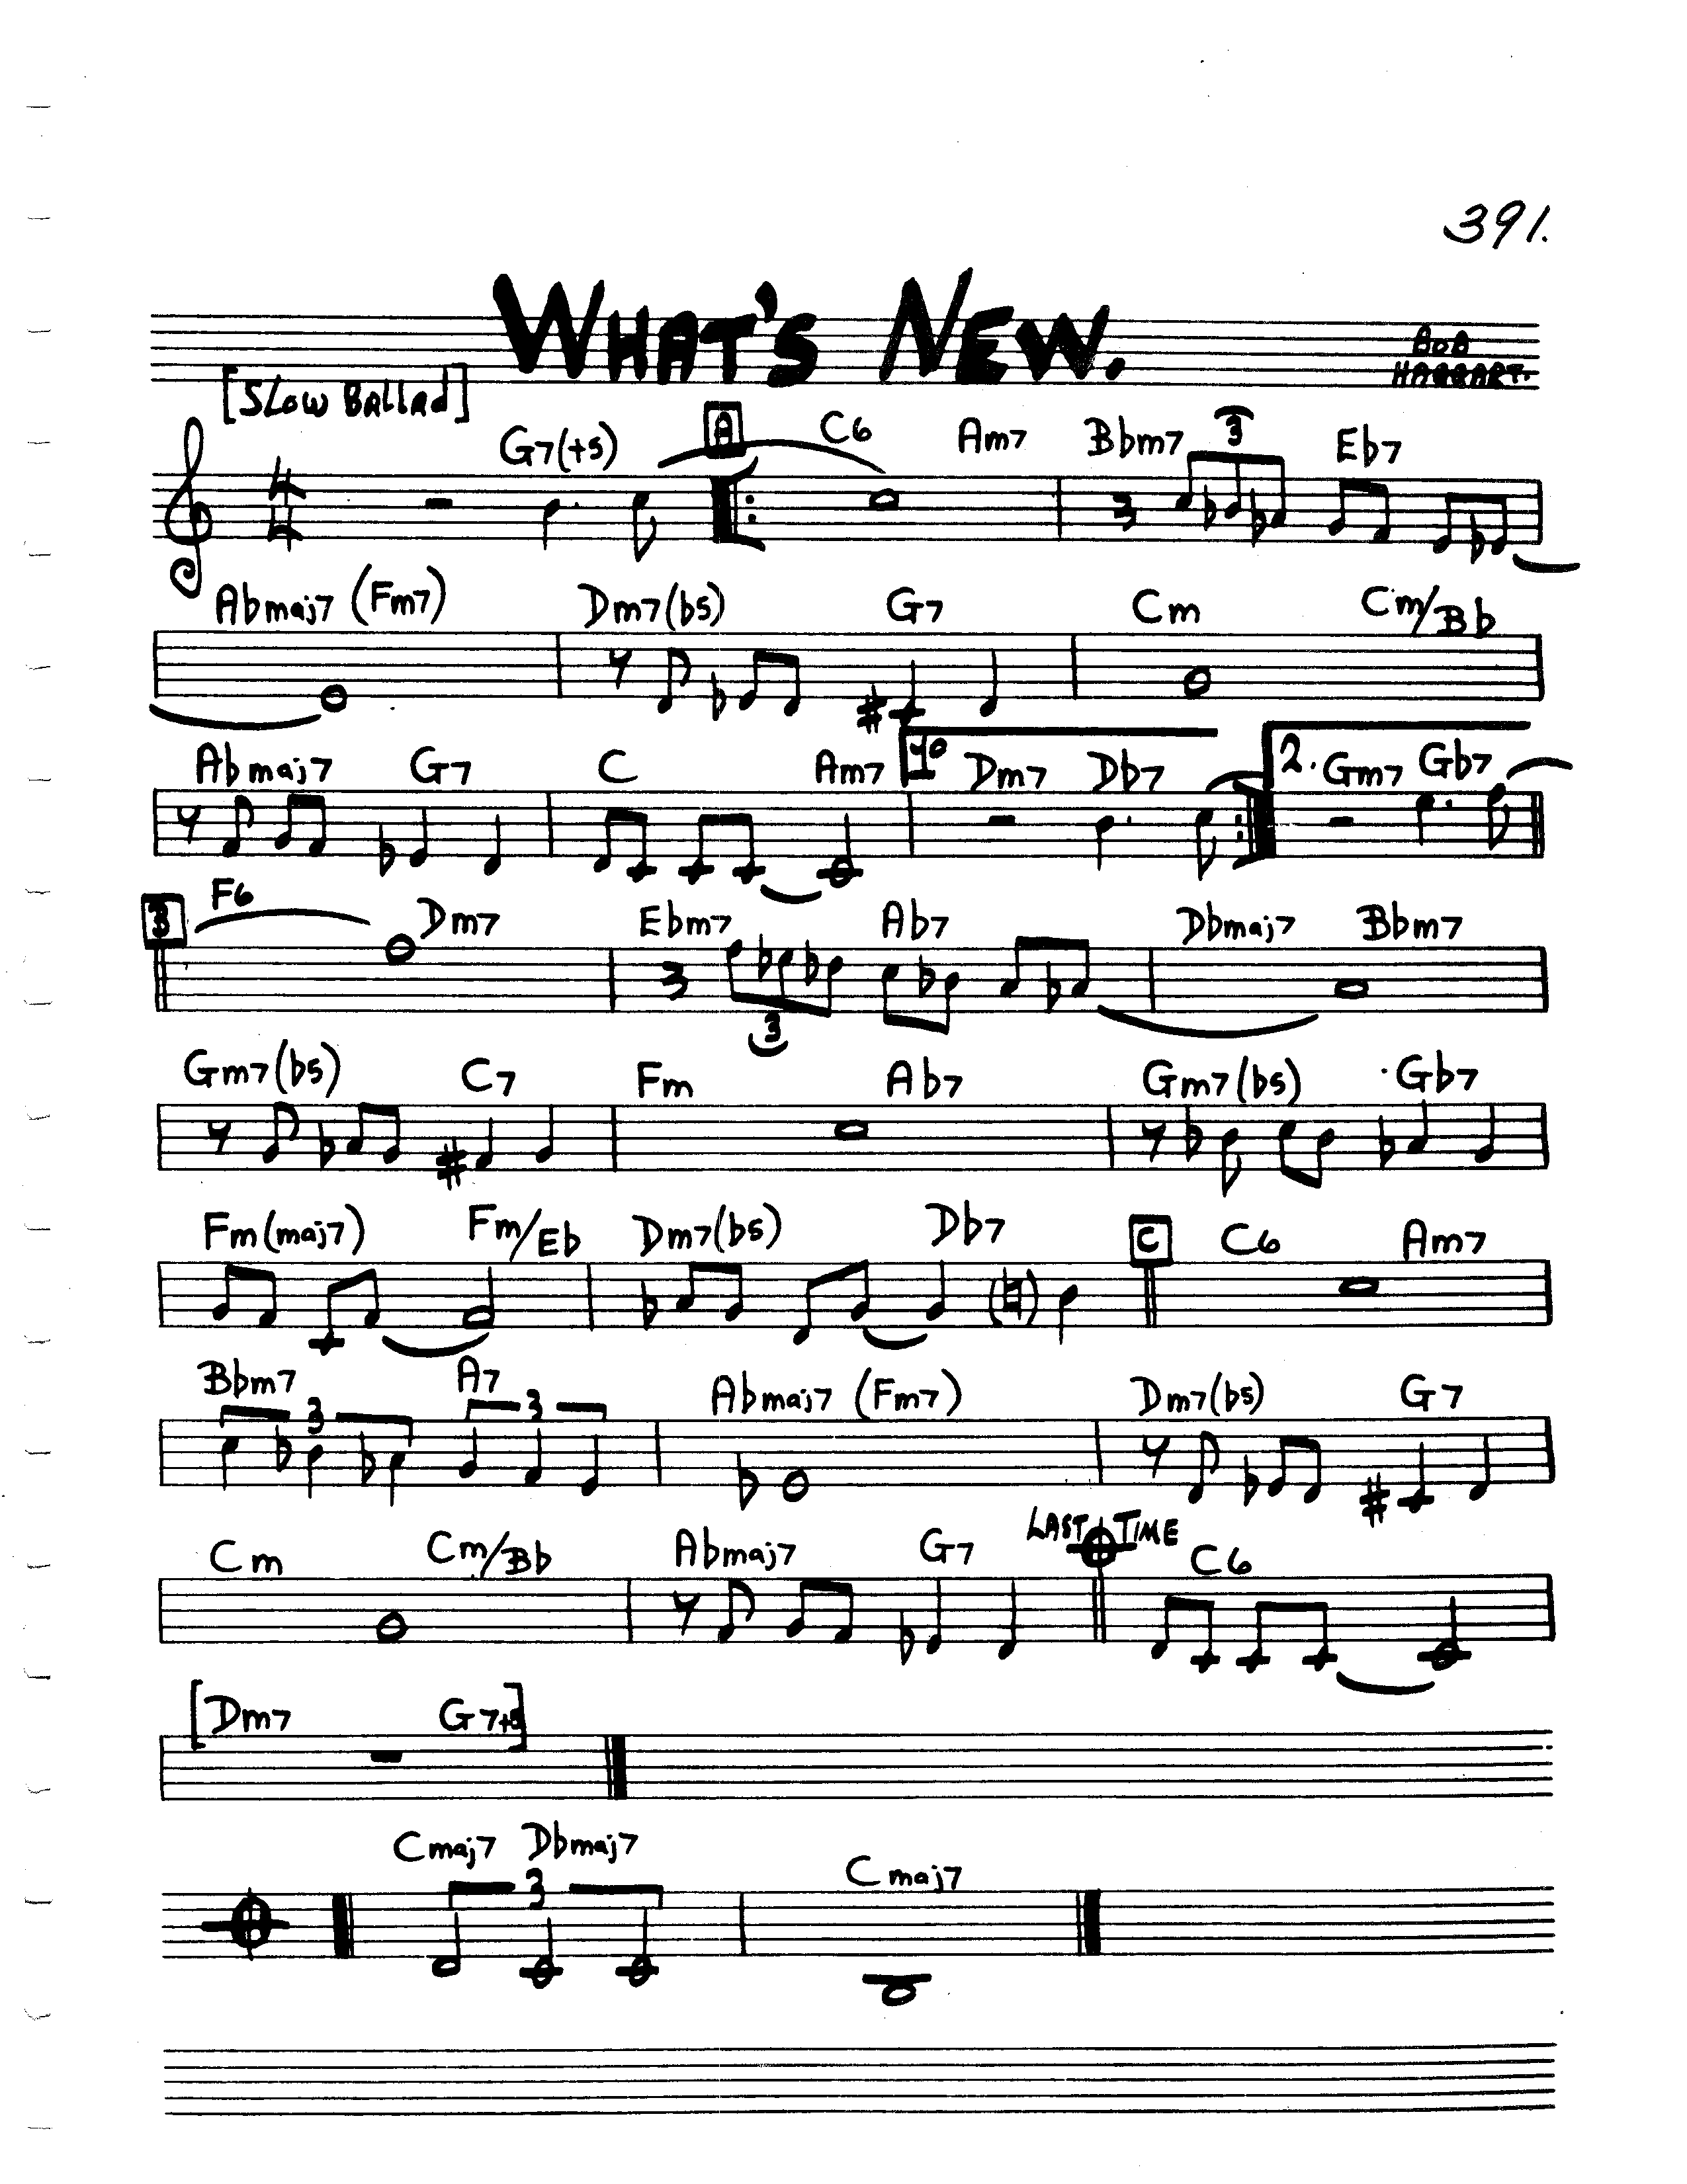 391.
WHAT'S NEW.
BOB
HAGGART.
[SLOW BALLAD]
G7(+5) A C6 Am7 Bbm7 3 Eb7
4
4
Abmaj7 (Fm7) Dm7(b5) G7 Cm Cm/Bb
Abmaj7 G7 C Am7 1. Dm7 Db7 2. Gm7 Gb7
B F6 Dm7 Ebm7 Ab7 Dbmaj7 Bbm7
3
Gm7(b5) C7 Fm Ab7 Gm7(b5) Gb7
Fm(maj7) Fm/Eb Dm7(b5) Db7 C C6 Am7
Bbm7 A7 Abmaj7 (Fm7) Dm7(b5) G7
3 3
LAST TIME
Cm Cm/Bb Abmaj7 G7 C6
[Dm7 G7+5]
Cmaj7 Dbmaj7 Cmaj7
3